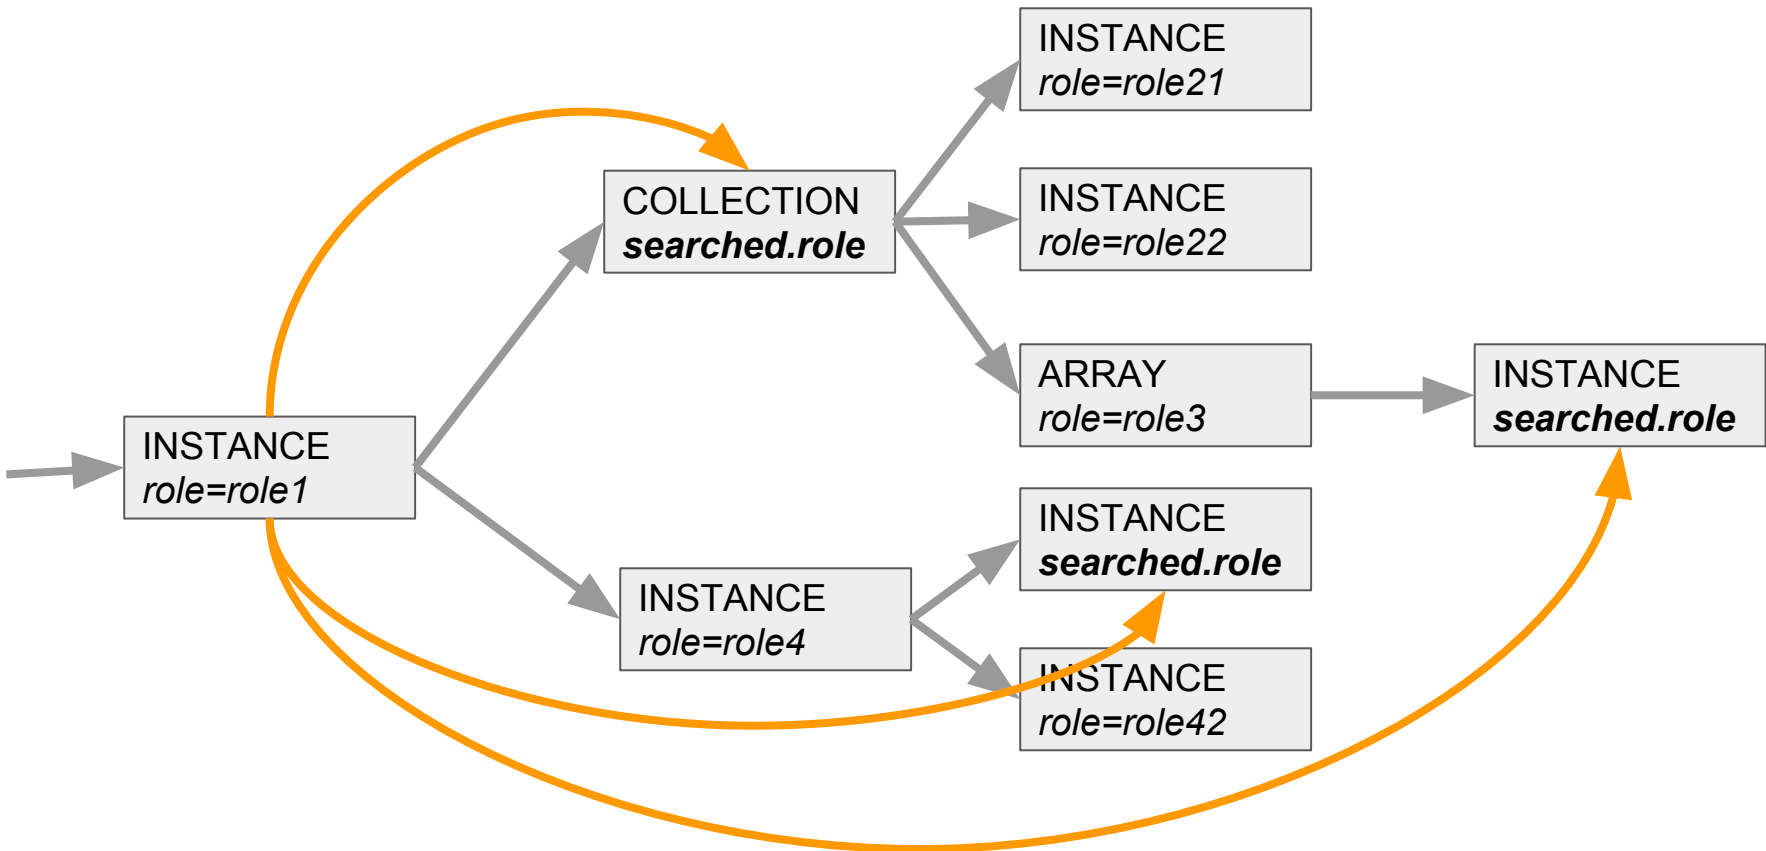 INSTANCE
role=role21
COLLECTION
searched.role
INSTANCE
role=role22
ARRAY
role=role3
INSTANCE
searched.role
INSTANCE
role=role1
INSTANCE
searched.role
INSTANCE
role=role4
INSTANCE
role=role42